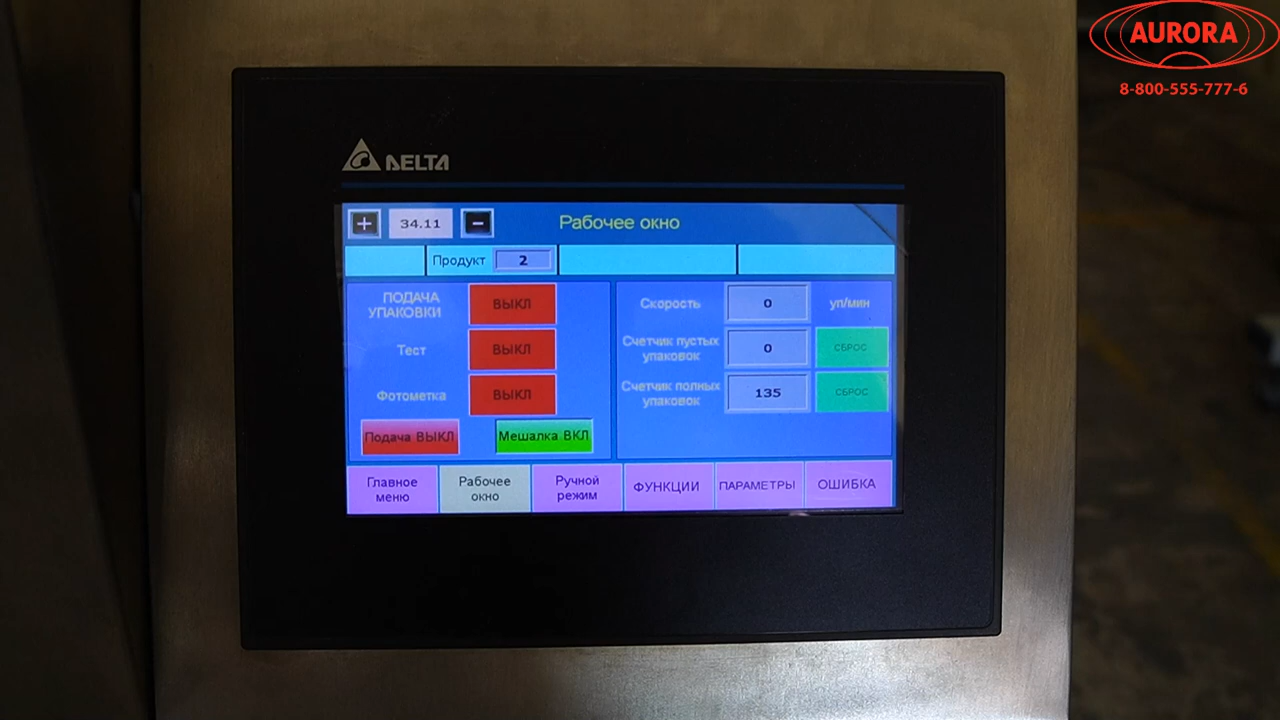 AURORA
8-800-555-777-6
DELTA
+ 34.11 - Рабочее окно
Продукт 2
ПОДАЧА
УПАКОВКИ
ВЫКЛ
Тест ВЫКЛ
Фотометка ВЫКЛ
Подача ВЫКЛ Мешалка ВКЛ
Скорость 0 уп/мин
Счетчик пустых
упаковок
0 СБРОС
Счетчик полных
упаковок
135 СБРОС
Главное
меню
Рабочее
окно
Ручной
режим
ФУНКЦИИ
ПАРАМЕТРЫ
ОШИБКА